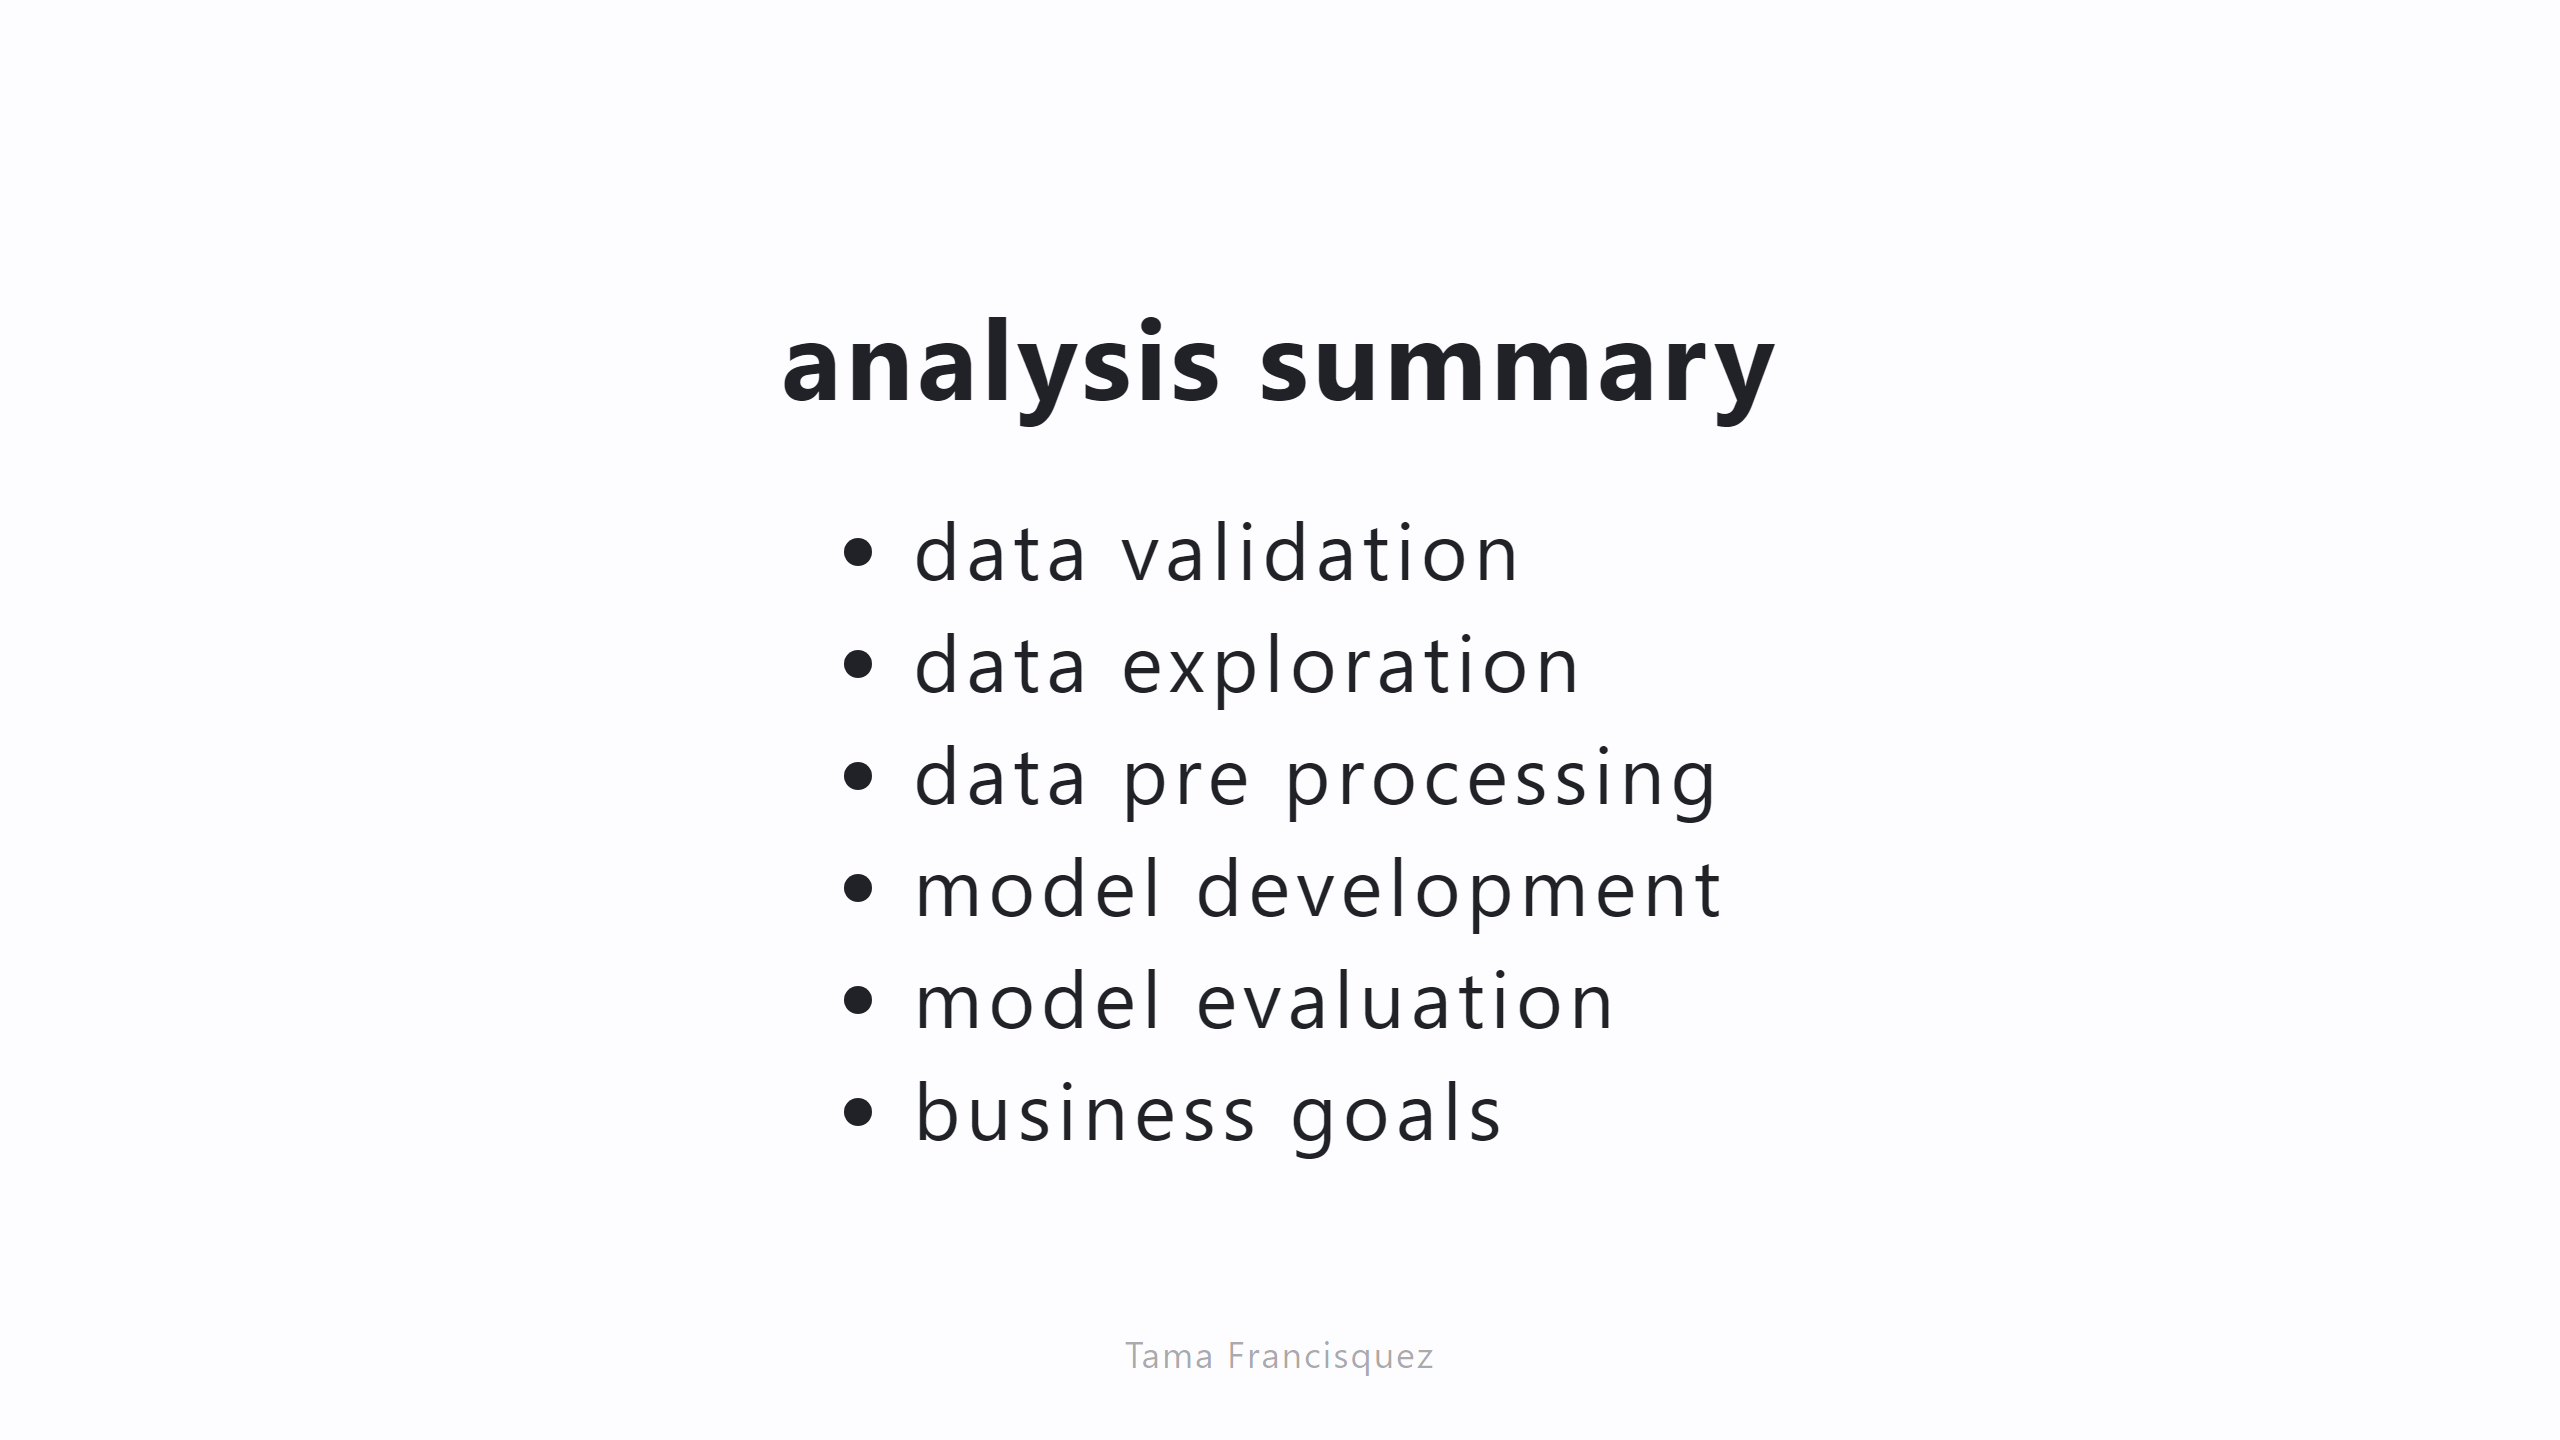 analysis summary
• data validation
• data exploration
• data pre processing
• model development
• model evaluation
• business goals
Tama Francisquez